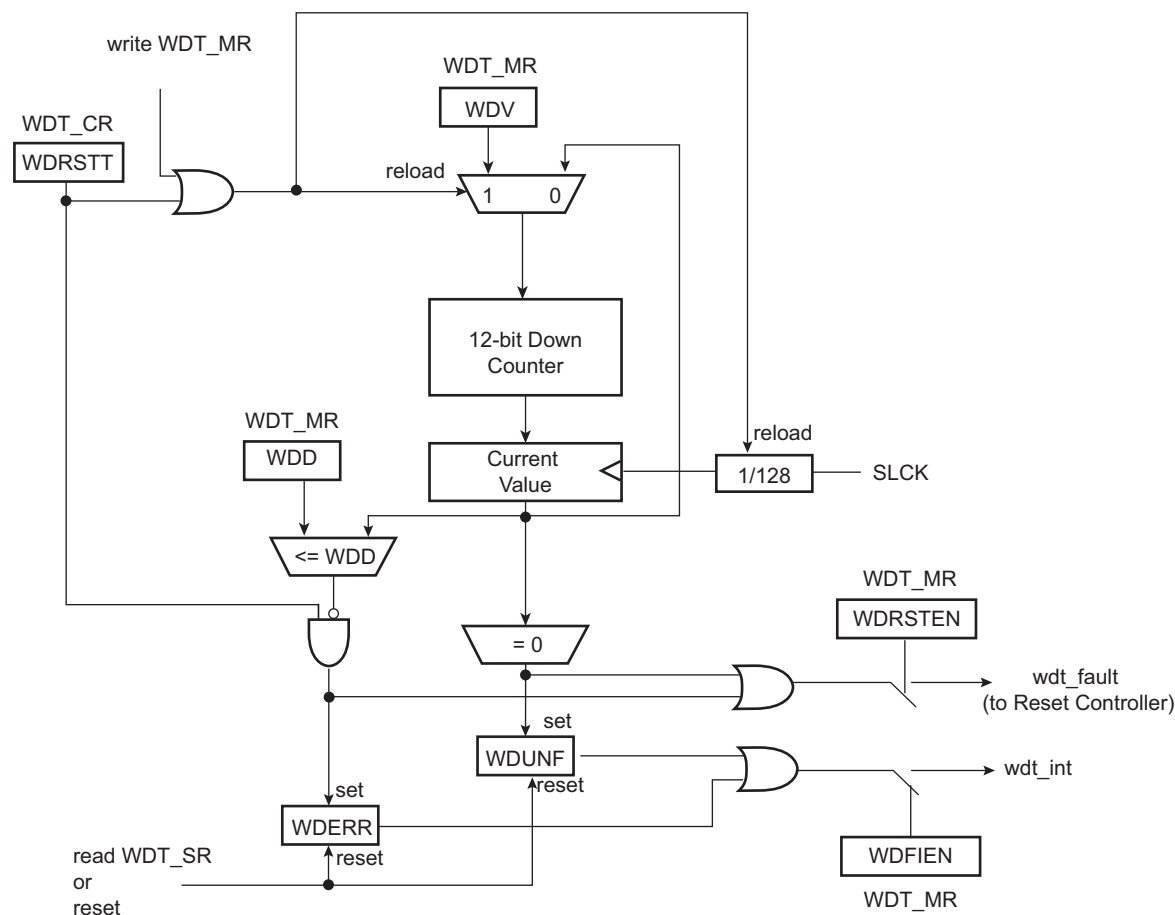 write WDT_MR
WDT_MR
WDV
WDT_CR
WDRSTT
reload
1 0
12-bit Down
Counter
WDT_MR
WDD
reload
Current
Value
1/128
SLCK
<= WDD
WDT_MR
WDRSTEN
= 0
wdt_fault
(to Reset Controller)
set
WDUNF
reset
wdt_int
set
WDERR
reset
read WDT_SR
or
reset
WDFIEN
WDT_MR